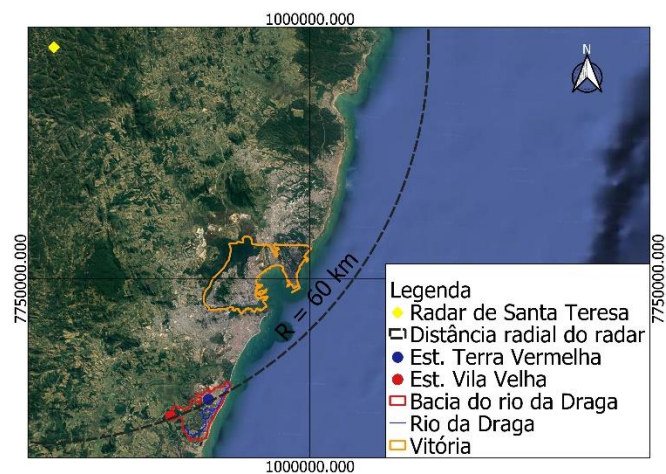 1000000.000
N
7750000.000
7750000.000
R = 60 km
Legenda
Radar de Santa Teresa
Distância radial do radar
Est. Terra Vermelha
Est. Vila Velha
Bacia do rio da Draga
Rio da Draga
Vitória
1000000.000